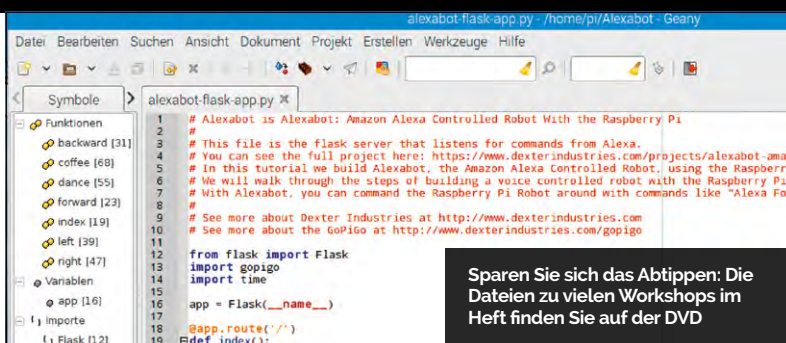 alexabot-flask-app.py - /home/pi/Alexabot - Geany
Datei Bearbeiten Suchen Ansicht Dokument Projekt Erstellen Werkzeuge Hilfe
Symbole
alexabot-flask-app.py
Funktionen
backward [31]
coffee [68]
dance [55]
forward [23]
index [19]
left [39]
right [47]
Variablen
app [16]
Importe
Flask [12]
1 # Alexabot is Alexabot: Amazon Alexa Controlled Robot With the Raspberry Pi
2 #
3 # This file is the flask server that listens for commands from Alexa.
4 # You can see the full project here: https://www.dexterindustries.com/projects/alexabot-ama
5 # In this tutorial we build Alexabot, the Amazon Alexa Controlled Robot, using the Raspberr
6 # We will walk through the steps of building a voice controlled robot with the Raspberry Pi
7 # With Alexabot, you can command the Raspberry Pi Robot around with commands like "Alexa Fo
8 #
9 # See more about Dexter Industries at http://www.dexterindustries.com
10 # See more about the GoPiGo at http://www.dexterindustries.com/gopigo
11
12 from flask import Flask
13 import gopigo
14 import time
15
16 app = Flask(__name__)
17
18 @app.route('/')
19 def index():
Sparen Sie sich das Abtippen: Die
Dateien zu vielen Workshops im
Heft finden Sie auf der DVD